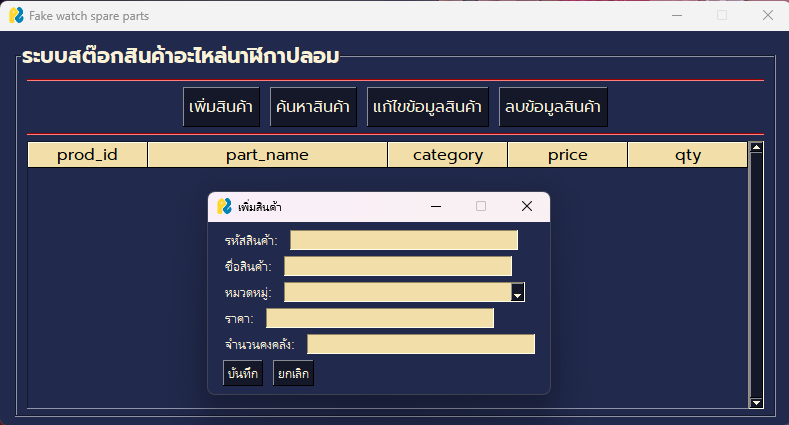 Fake watch spare parts
ระบบสต๊อกสินค้าอะไหล่นาฬิกาปลอม
เพิ่มสินค้า ค้นหาสินค้า แก้ไขข้อมูลสินค้า ลบข้อมูลสินค้า
prod_id part_name category price qty
เพิ่มสินค้า
รหัสสินค้า:
ชื่อสินค้า:
หมวดหมู่:
ราคา:
จำนวนคงคลัง:
บันทึก ยกเลิก